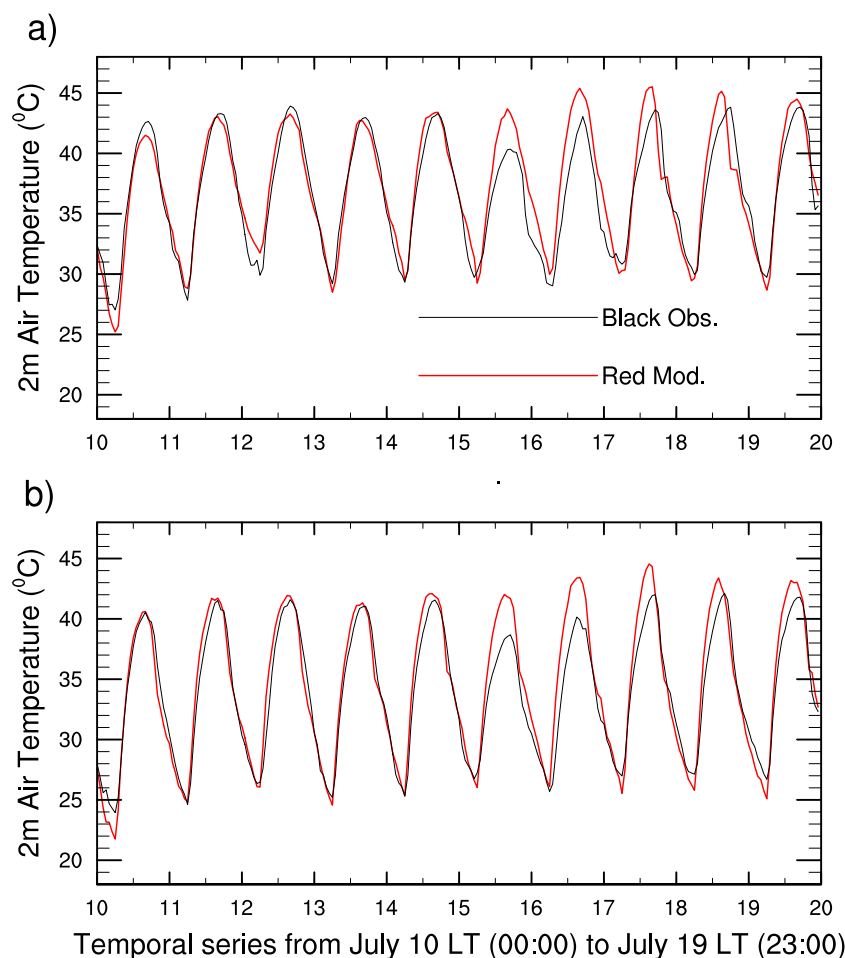 a)
2m Air Temperature (⁰C)
45
40
35
30
25
20
Black Obs.
Red Mod.
10 11 12 13 14 15 16 17 18 19 20
b)
2m Air Temperature (⁰C)
45
40
35
30
25
20
10 11 12 13 14 15 16 17 18 19 20
Temporal series from July 10 LT (00:00) to July 19 LT (23:00)